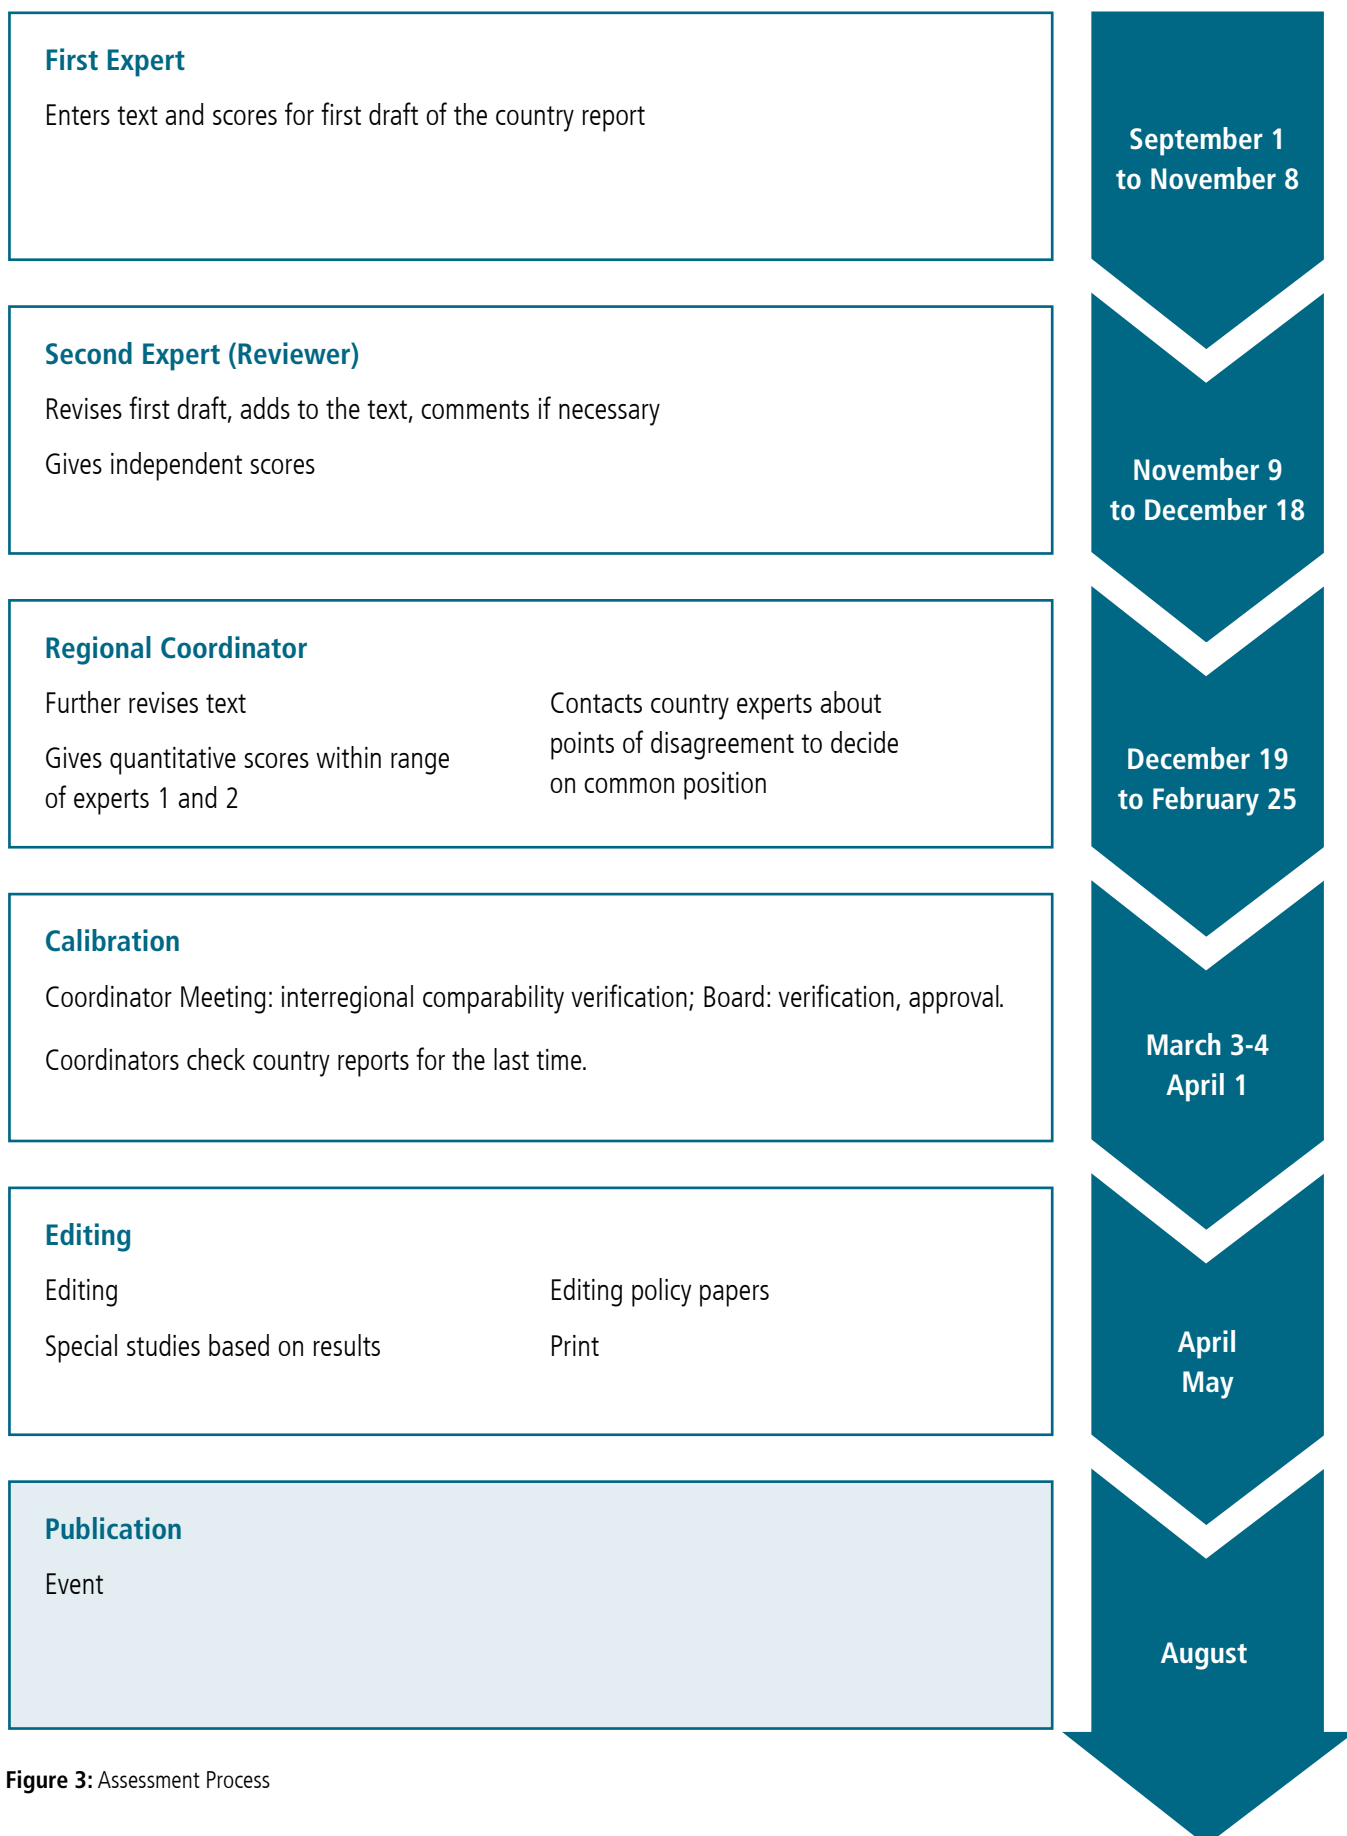 First Expert
Enters text and scores for first draft of the country report
September 1
to November 8
Second Expert (Reviewer)
Revises first draft, adds to the text, comments if necessary
Gives independent scores
November 9
to December 18
Regional Coordinator
Further revises text
Gives quantitative scores within range
of experts 1 and 2
Contacts country experts about
points of disagreement to decide
on common position
December 19
to February 25
Calibration
Coordinator Meeting: interregional comparability verification; Board: verification, approval.
Coordinators check country reports for the last time.
March 3-4
April 1
Editing
Editing
Special studies based on results
Editing policy papers
Print
April
May
Publication
Event
August
Figure 3: Assessment Process